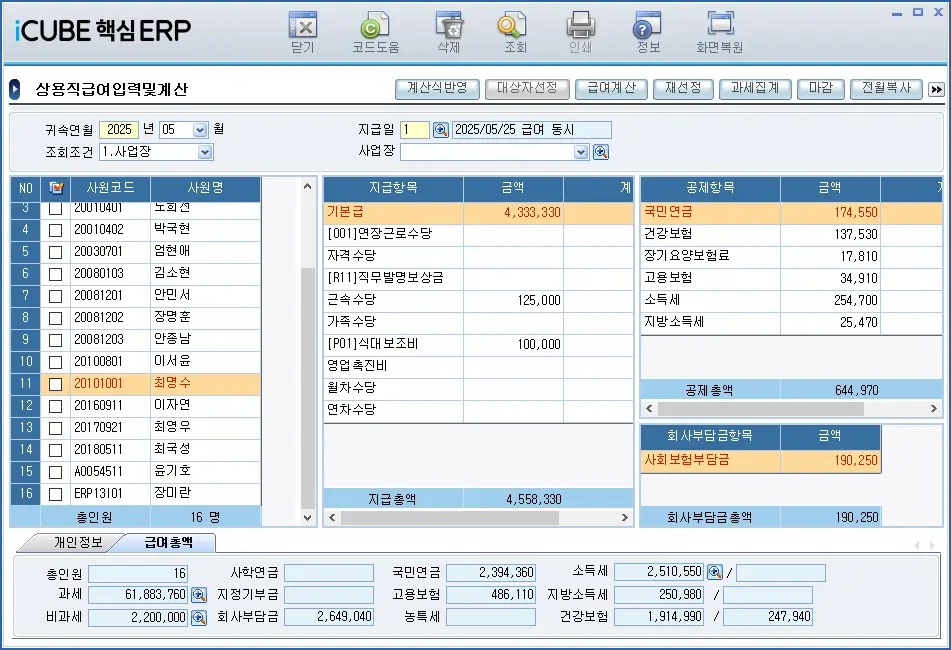 iCUBE 핵심ERP
닫기 코드도움 삭제 조회 인쇄 정보 화면복원
상용직급여입력및계산
계산식반영 대상자선정 급여계산 재선정 과세집계 마감 전월복사
귀속연월 2025 년 05 월 지급일 1 2025/05/25 급여 동시
조회조건 1.사업장 사업장
NO 사원코드 사원명
3 20010401 노희선
4 20010402 박국현
5 20030701 엄현애
6 20080103 김소현
7 20081201 안민서
8 20081202 장명훈
9 20081203 안종남
10 20100801 이서윤
11 20101001 최명수
12 20160911 이자연
13 20170921 최영우
14 20180511 최국성
15 A0054511 윤기호
16 ERP13I01 장미란
총인원 16 명
지급항목 금액 계
기본급 4,333,330
[001]연장근로수당
자격수당
[R11]직무발명보상금
근속수당 125,000
가족수당
[P01]식대보조비 100,000
영업촉진비
월차수당
연차수당
지급총액 4,558,330
공제항목 금액
국민연금 174,550
건강보험 137,530
장기요양보험료 17,810
고용보험 34,910
소득세 254,700
지방소득세 25,470
공제총액 644,970
회사부담금항목 금액
사회보험부담금 190,250
회사부담금총액 190,250
개인정보 급여총액
총인원 16 사학연금 국민연금 2,394,360 소득세 2,510,550 /
과세 61,883,760 지정기부금 고용보험 486,110 지방소득세 250,980 /
비과세 2,200,000 회사부담금 2,649,040 농특세 건강보험 1,914,990 / 247,940